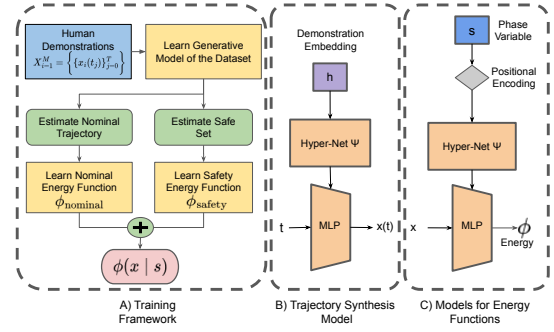 Human
Demonstrations
X_{i=1}^M = { {x_i(t_j)}_{j=0}^T }
Learn Generative
Model of the Dataset
Estimate Nominal
Trajectory
Estimate Safe
Set
Learn Nominal
Energy Function
ϕ_nominal
Learn Safety
Energy Function
ϕ_safety
+
ϕ(x | s)
A) Training
Framework
Demonstration
Embedding
h
Hyper-Net Ψ
t
MLP
x(t)
B) Trajectory Synthesis
Model
s
Phase
Variable
Positional
Encoding
Hyper-Net Ψ
x
MLP
ϕ
Energy
C) Models for Energy
Functions